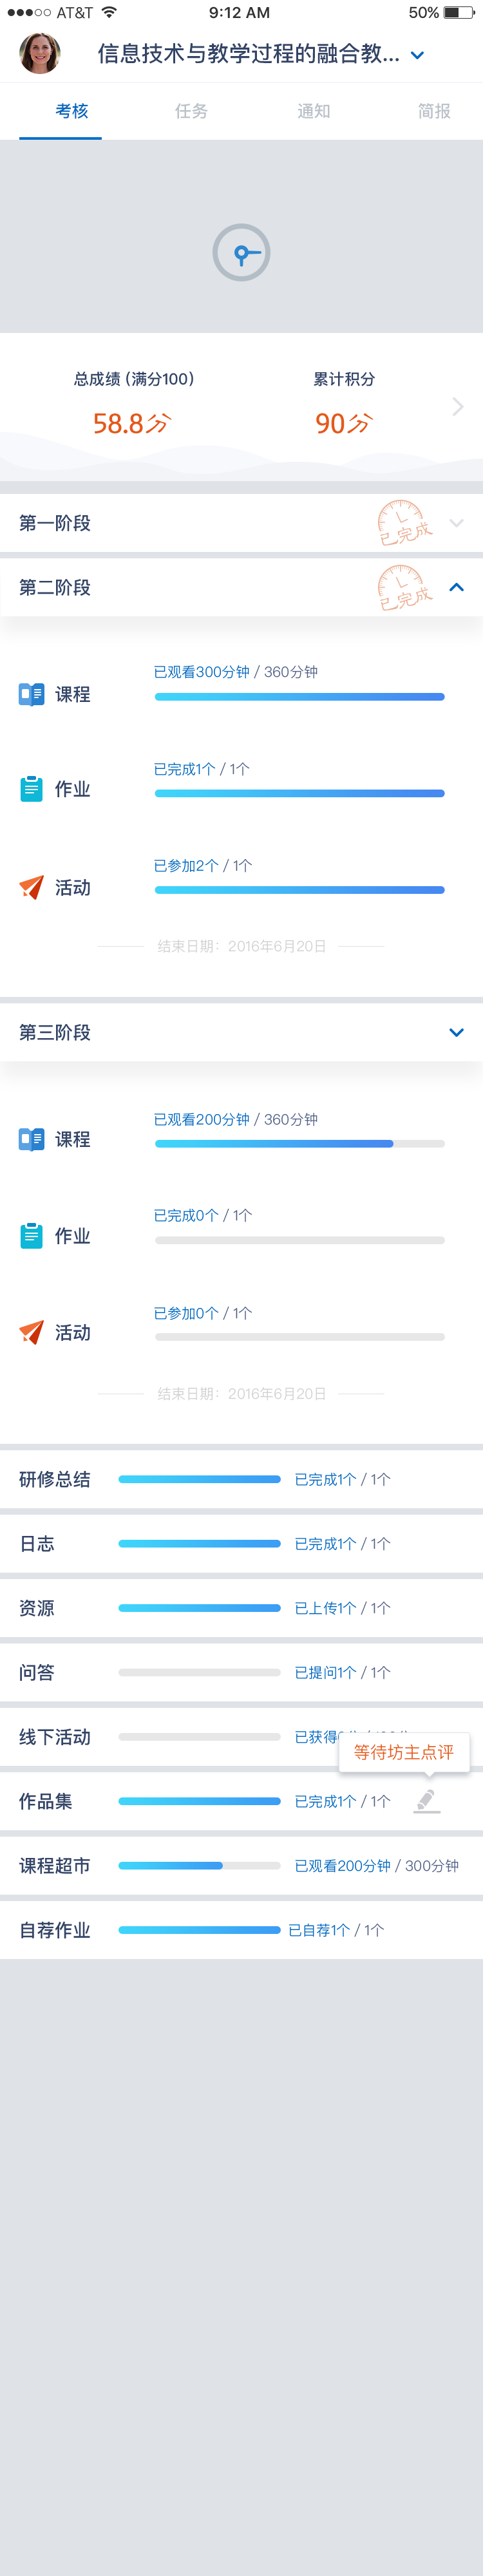 AT&T 9:12 AM 50%
信息技术与教学过程的融合教...
考核 任务 通知 简报
总成绩 (满分100) 累计积分
58.8分 90分
第一阶段 已完成
第二阶段 已完成
已观看300分钟 / 360分钟
课程
已完成1个 / 1个
作业
已参加2个 / 1个
活动
结束日期：2016年6月20日
第三阶段
已观看200分钟 / 360分钟
课程
已完成0个 / 1个
作业
已参加0个 / 1个
活动
结束日期：2016年6月20日
研修总结 已完成1个 / 1个
日志 已完成1个 / 1个
资源 已上传1个 / 1个
问答 已提问1个 / 1个
线下活动 已获得
等待坊主点评
作品集 已完成1个 / 1个
课程超市 已观看200分钟 / 300分钟
自荐作业 已自荐1个 / 1个